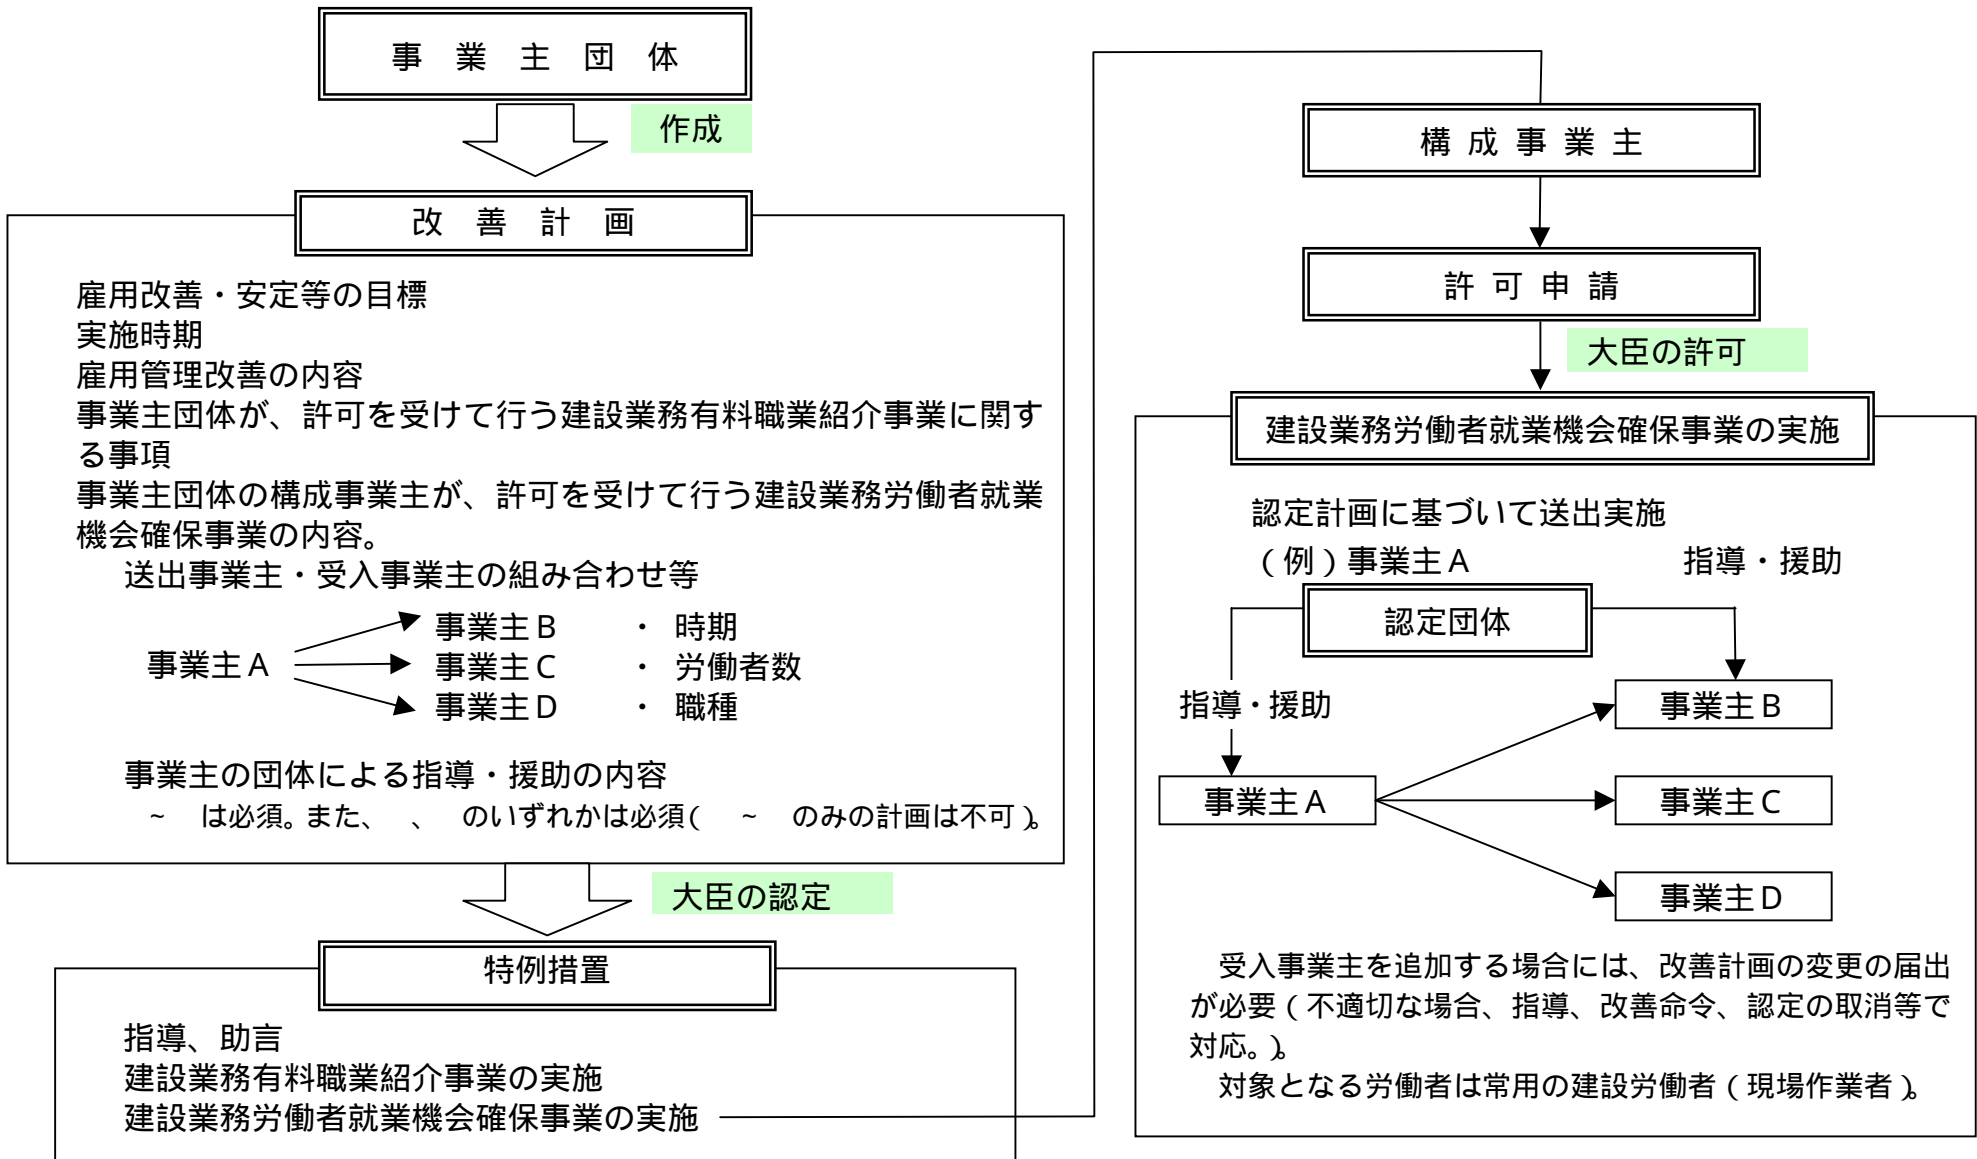 事 業 主 団 体
作成
改 善 計 画
雇用改善・安定等の目標
実施時期
雇用管理改善の内容
事業主団体が、許可を受けて行う建設業務有料職業紹介事業に関す
る事項
事業主団体の構成事業主が、許可を受けて行う建設業務労働者就業
機会確保事業の内容。
送出事業主・受入事業主の組み合わせ等
事業主A
事業主B ・ 時期
事業主C ・ 労働者数
事業主D ・ 職種
事業主の団体による指導・援助の内容
~ は必須。また、 、 のいずれかは必須( ~ のみの計画は不可)。
大臣の認定
特例措置
指導、助言
建設業務有料職業紹介事業の実施
建設業務労働者就業機会確保事業の実施
構 成 事 業 主
許 可 申 請
大臣の許可
建設業務労働者就業機会確保事業の実施
認定計画に基づいて送出実施
(例)事業主A 指導・援助
認定団体
指導・援助
事業主A
事業主B
事業主C
事業主D
受入事業主を追加する場合には、改善計画の変更の届出
が必要(不適切な場合、指導、改善命令、認定の取消等で
対応。)。
対象となる労働者は常用の建設労働者(現場作業者)。